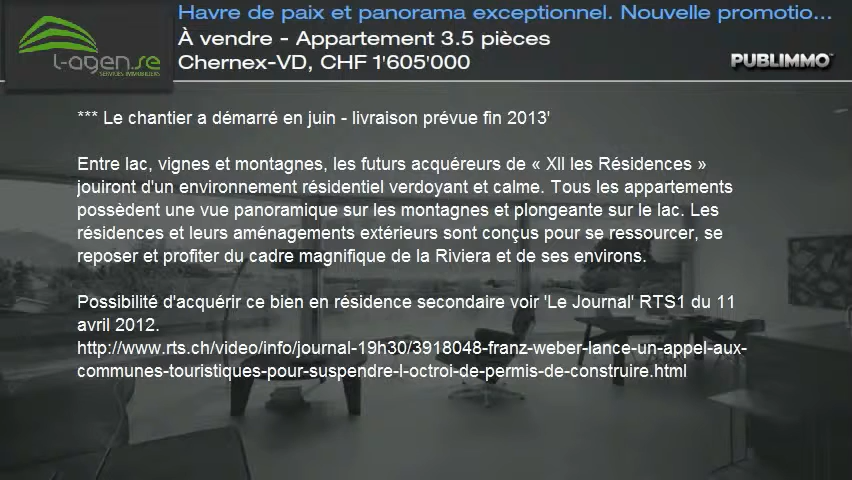 Havre de paix et panorama exceptionnel. Nouvelle promotio...
l-agen.se
SERVICES IMMOBILIERS
À vendre - Appartement 3.5 pièces
Chernex-VD, CHF 1'605'000
PUBLIMMO
*** Le chantier a démarré en juin - livraison prévue fin 2013'
Entre lac, vignes et montagnes, les futurs acquéreurs de « XII les Résidences »
jouiront d'un environnement résidentiel verdoyant et calme. Tous les appartements
possèdent une vue panoramique sur les montagnes et plongeante sur le lac. Les
résidences et leurs aménagements extérieurs sont conçus pour se ressourcer, se
reposer et profiter du cadre magnifique de la Riviera et de ses environs.
Possibilité d'acquérir ce bien en résidence secondaire voir 'Le Journal' RTS1 du 11
avril 2012.
http://www.rts.ch/video/info/journal-19h30/3918048-franz-weber-lance-un-appel-aux-
communes-touristiques-pour-suspendre-l-octroi-de-permis-de-construire.html